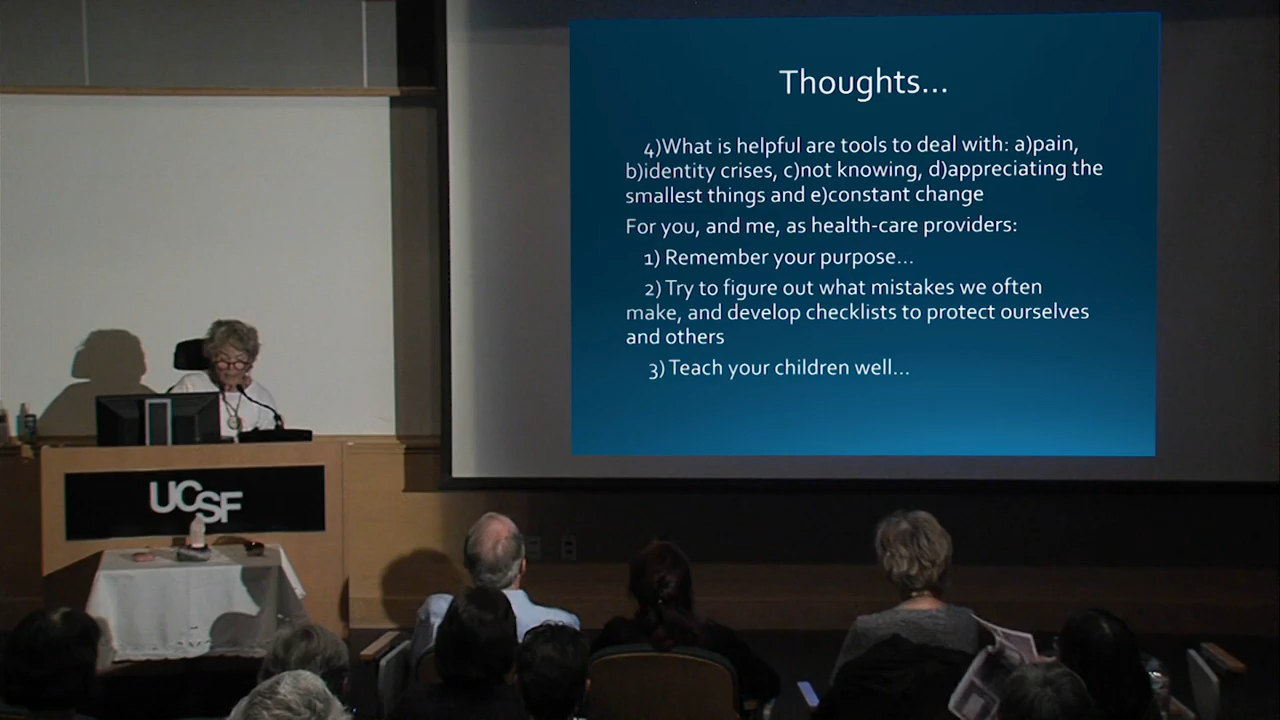 Thoughts...
4)What is helpful are tools to deal with: a)pain,
b)identity crises, c)not knowing, d)appreciating the
smallest things and e)constant change
For you, and me, as health-care providers:
1) Remember your purpose...
2) Try to figure out what mistakes we often
make, and develop checklists to protect ourselves
and others
3) Teach your children well...
UCSF